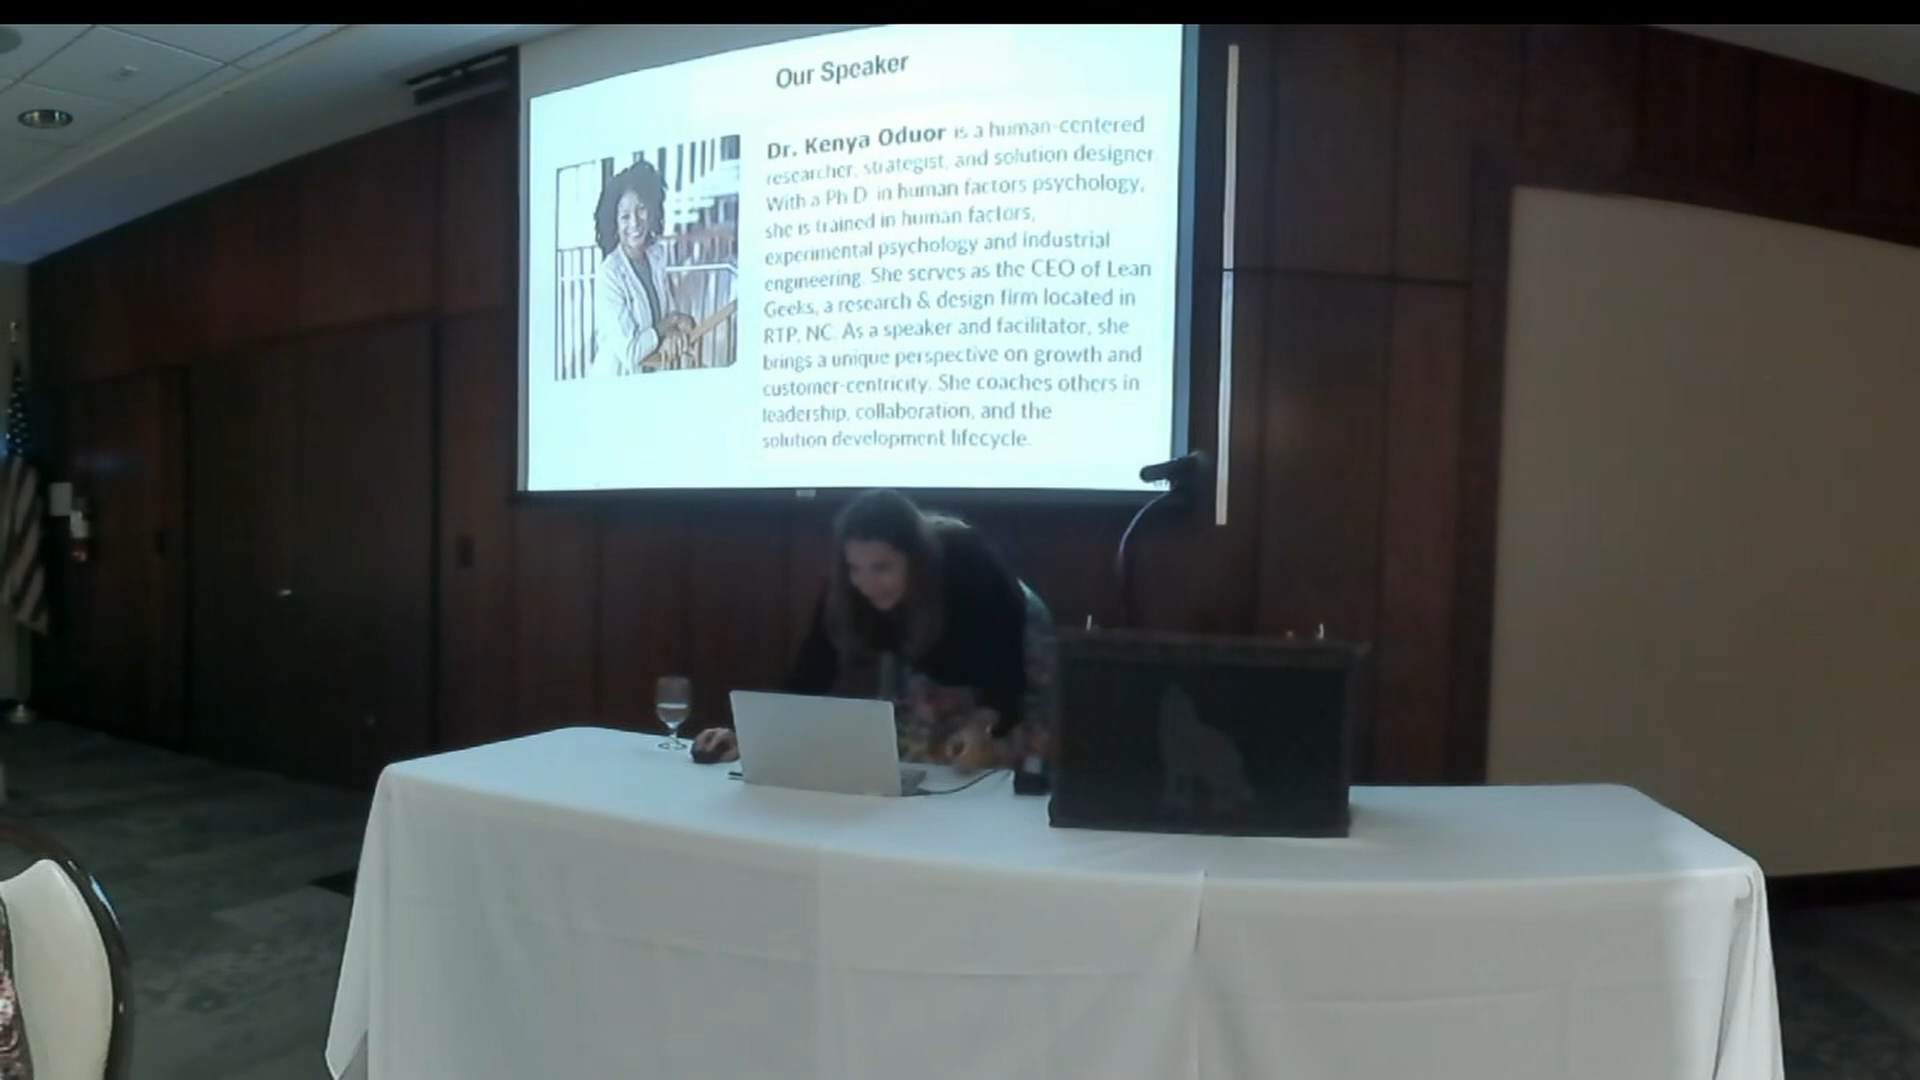 Our Speaker
Dr. Kenya Oduor is a human-centered
researcher, strategist, and solution designer.
With a Ph.D. in human factors psychology,
she is trained in human factors,
experimental psychology and industrial
engineering. She serves as the CEO of Lean
Geeks, a research & design firm located in
RTP, NC. As a speaker and facilitator, she
brings a unique perspective on growth and
customer-centricity. She coaches others in
leadership, collaboration, and the
solution development lifecycle.